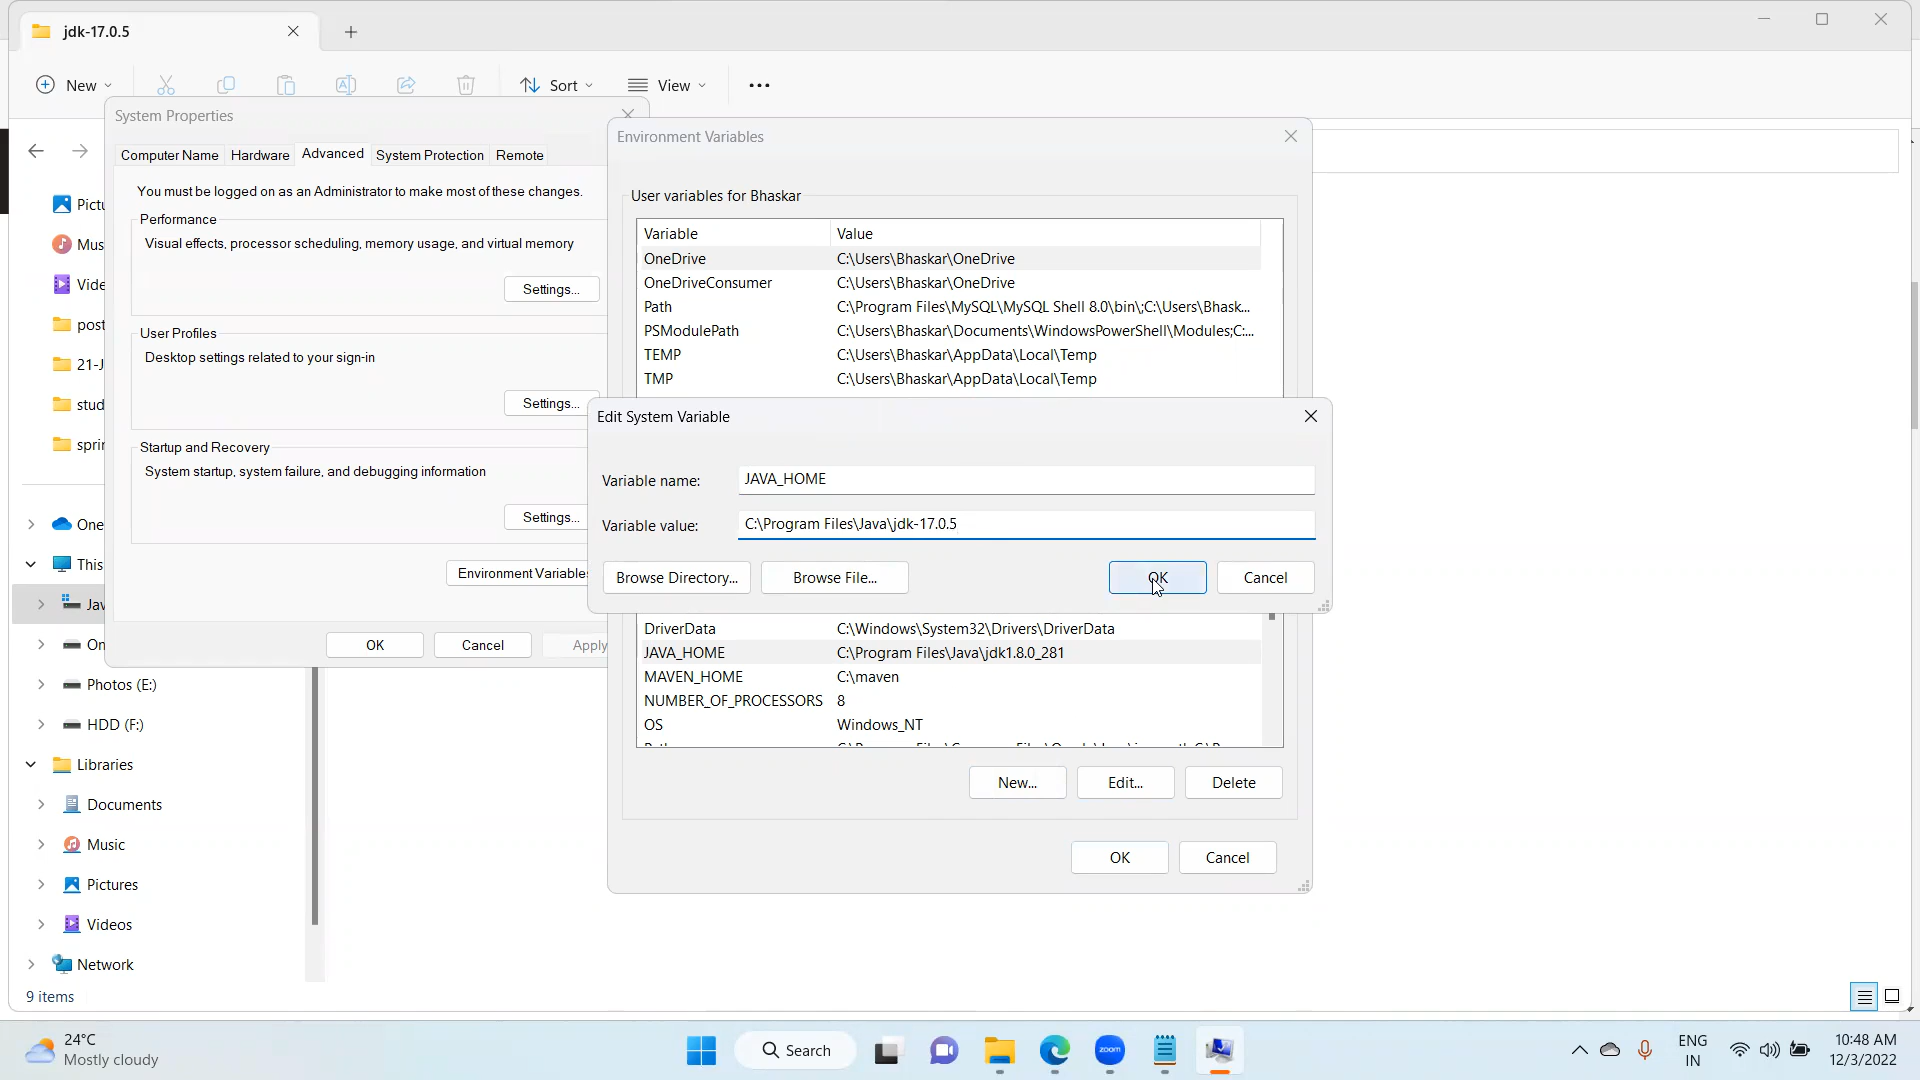 jdk-17.0.5
New
Sort
View
System Properties
Computer Name Hardware Advanced System Protection Remote
You must be logged on as an Administrator to make most of these changes.
Performance
Visual effects, processor scheduling, memory usage, and virtual memory
Settings...
User Profiles
Desktop settings related to your sign-in
Settings...
Startup and Recovery
System startup, system failure, and debugging information
Settings...
Environment Variable
OK Cancel Apply
Environment Variables
User variables for Bhaskar
Variable Value
OneDrive C:\Users\Bhaskar\OneDrive
OneDriveConsumer C:\Users\Bhaskar\OneDrive
Path C:\Program Files\MySQL\MySQL Shell 8.0\bin\;C:\Users\Bhask...
PSModulePath C:\Users\Bhaskar\Documents\WindowsPowerShell\Modules;C:...
TEMP C:\Users\Bhaskar\AppData\Local\Temp
TMP C:\Users\Bhaskar\AppData\Local\Temp
Edit System Variable
Variable name: JAVA_HOME
Variable value: C:\Program Files\Java\jdk-17.0.5
Browse Directory... Browse File... OK Cancel
DriverData C:\Windows\System32\Drivers\DriverData
JAVA_HOME C:\Program Files\Java\jdk1.8.0_281
MAVEN_HOME C:\maven
NUMBER_OF_PROCESSORS 8
OS Windows_NT
New... Edit... Delete
OK Cancel
Pictu
Mus
Vide
post
21-J
stud
sprin
One
This
Jav
On
Photos (E:)
HDD (F:)
Libraries
Documents
Music
Pictures
Videos
Network
9 items
24°C
Mostly cloudy
Search
zoom
ENG
IN
10:48 AM
12/3/2022